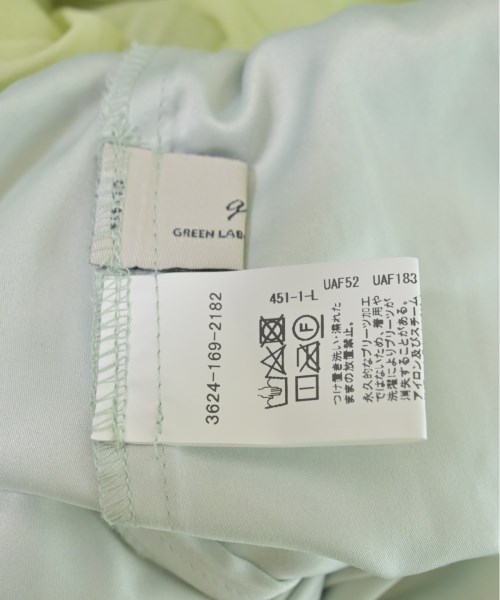 g
GREEN LAB
3624-169-2182
451-1-L UAF52 UAF183
つけ置き洗い・濡れた
ままの放置禁止。
永久的なプリーツ加工
ではないため、着用や
洗濯によりプリーツが
消失することがある。
アイロン及びスチーム